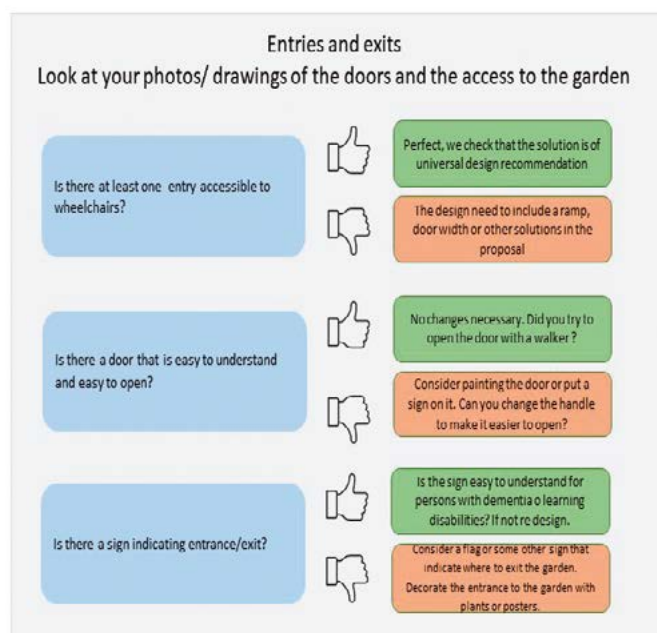 Entries and exits
Look at your photos/ drawings of the doors and the access to the garden
Is there at least one entry accessible to
wheelchairs?
Perfect, we check that the solution is of
universal design recommendation
The design need to include a ramp,
door width or other solutions in the
proposal
Is there a door that is easy to understand
and easy to open?
No changes necessary. Did you try to
open the door with a walker ?
Consider painting the door or put a
sign on it. Can you change the handle
to make it easier to open?
Is there a sign indicating entrance/exit?
Is the sign easy to understand for
persons with dementia o learning
disabilities? If not re design.
Consider a flag or some other sign that
indicate where to exit the garden.
Decorate the entrance to the garden with
plants or posters.